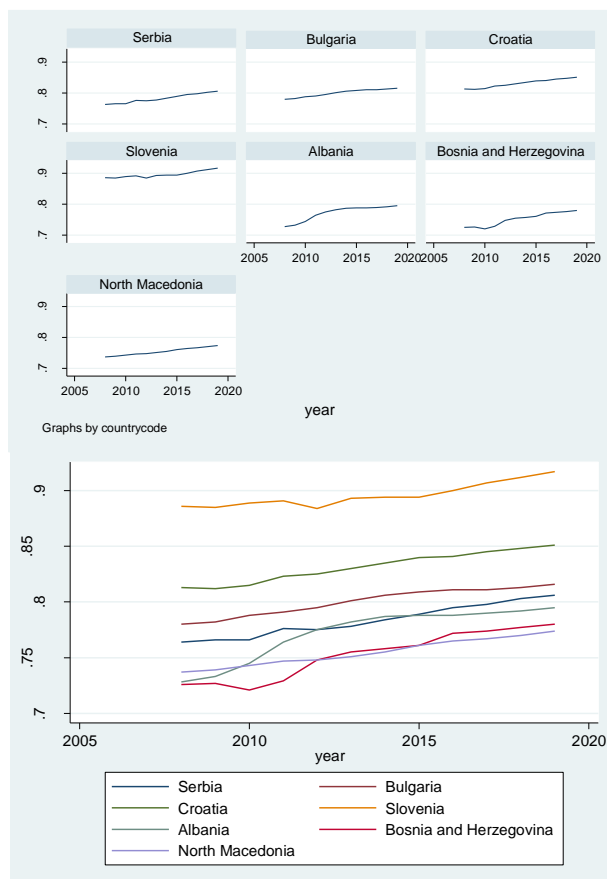 Serbia Bulgaria Croatia
.9
.8
.7
Slovenia Albania Bosnia and Herzegovina
.9
.8
.7
2005 2010 2015 2020 2005 2010 2015 2020
North Macedonia
.9
.8
.7
2005 2010 2015 2020
year
Graphs by countrycode
.9
.85
.8
.75
.7
2005 2010 2015 2020
year
Serbia Bulgaria
Croatia Slovenia
Albania Bosnia and Herzegovina
North Macedonia